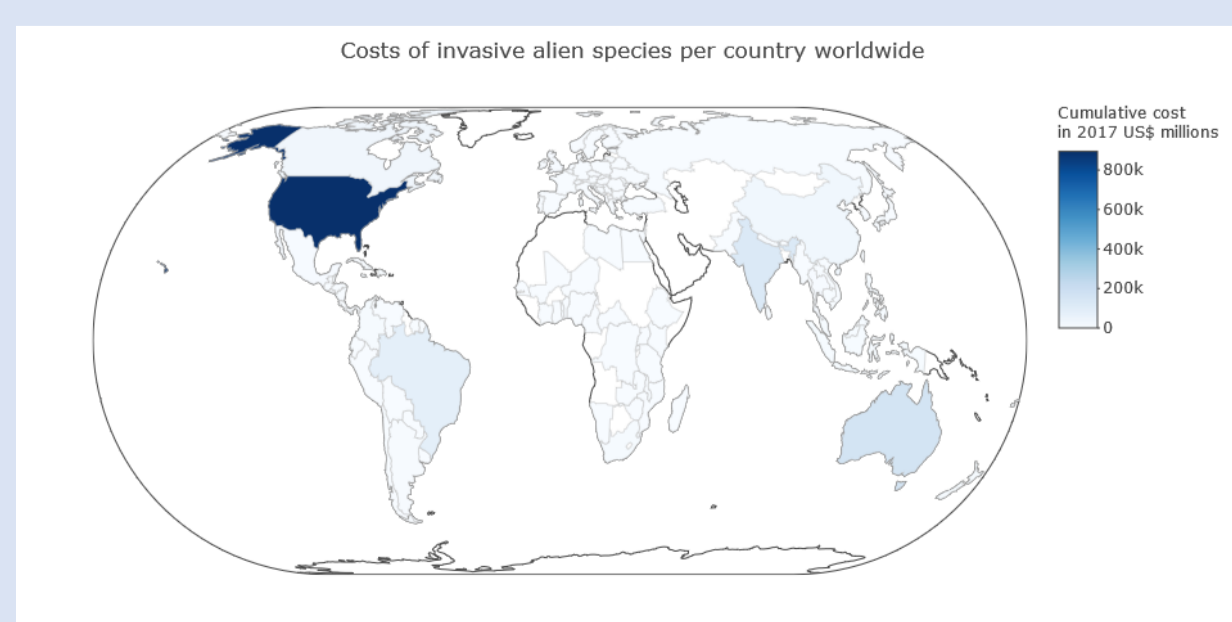 Costs of invasive alien species per country worldwide
Cumulative cost
in 2017 US$ millions
800k
600k
400k
200k
0